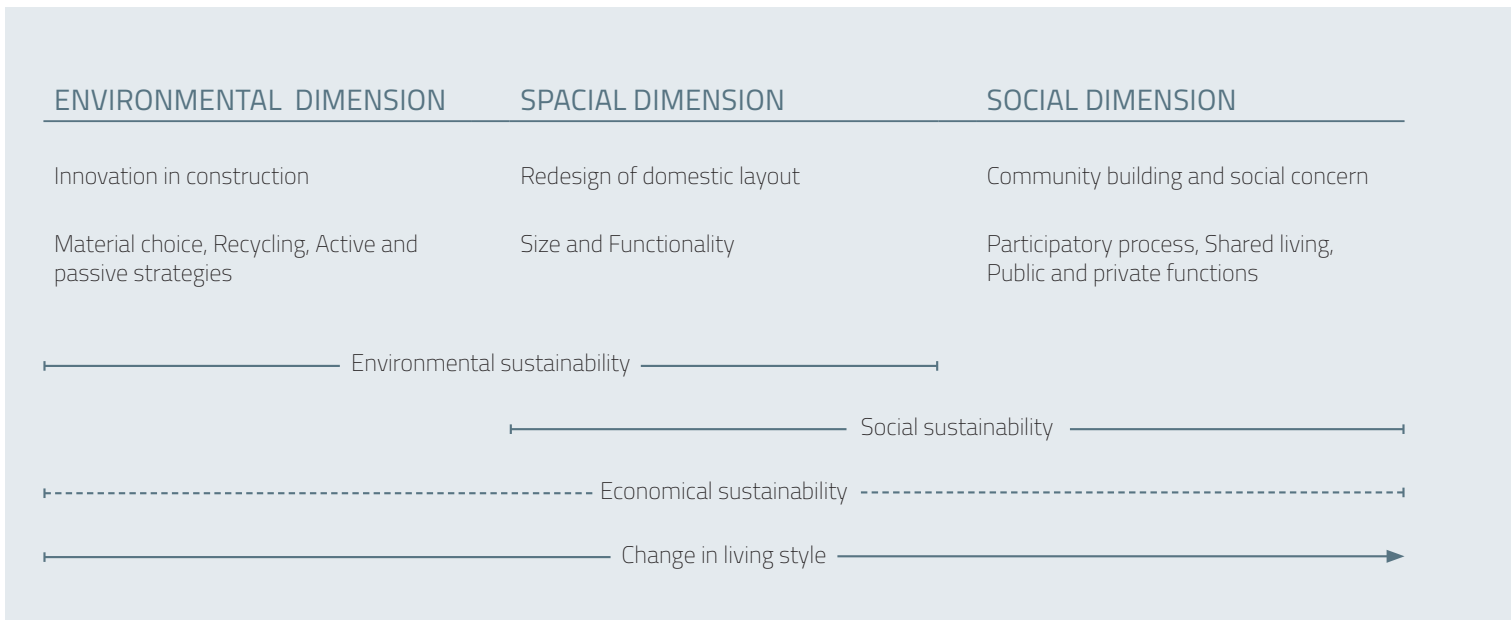 ENVIRONMENTAL DIMENSION
SPACIAL DIMENSION
SOCIAL DIMENSION
Innovation in construction
Redesign of domestic layout
Community building and social concern
Material choice, Recycling, Active and
passive strategies
Size and Functionality
Participatory process, Shared living,
Public and private functions
Environmental sustainability
Social sustainability
Economical sustainability
Change in living style